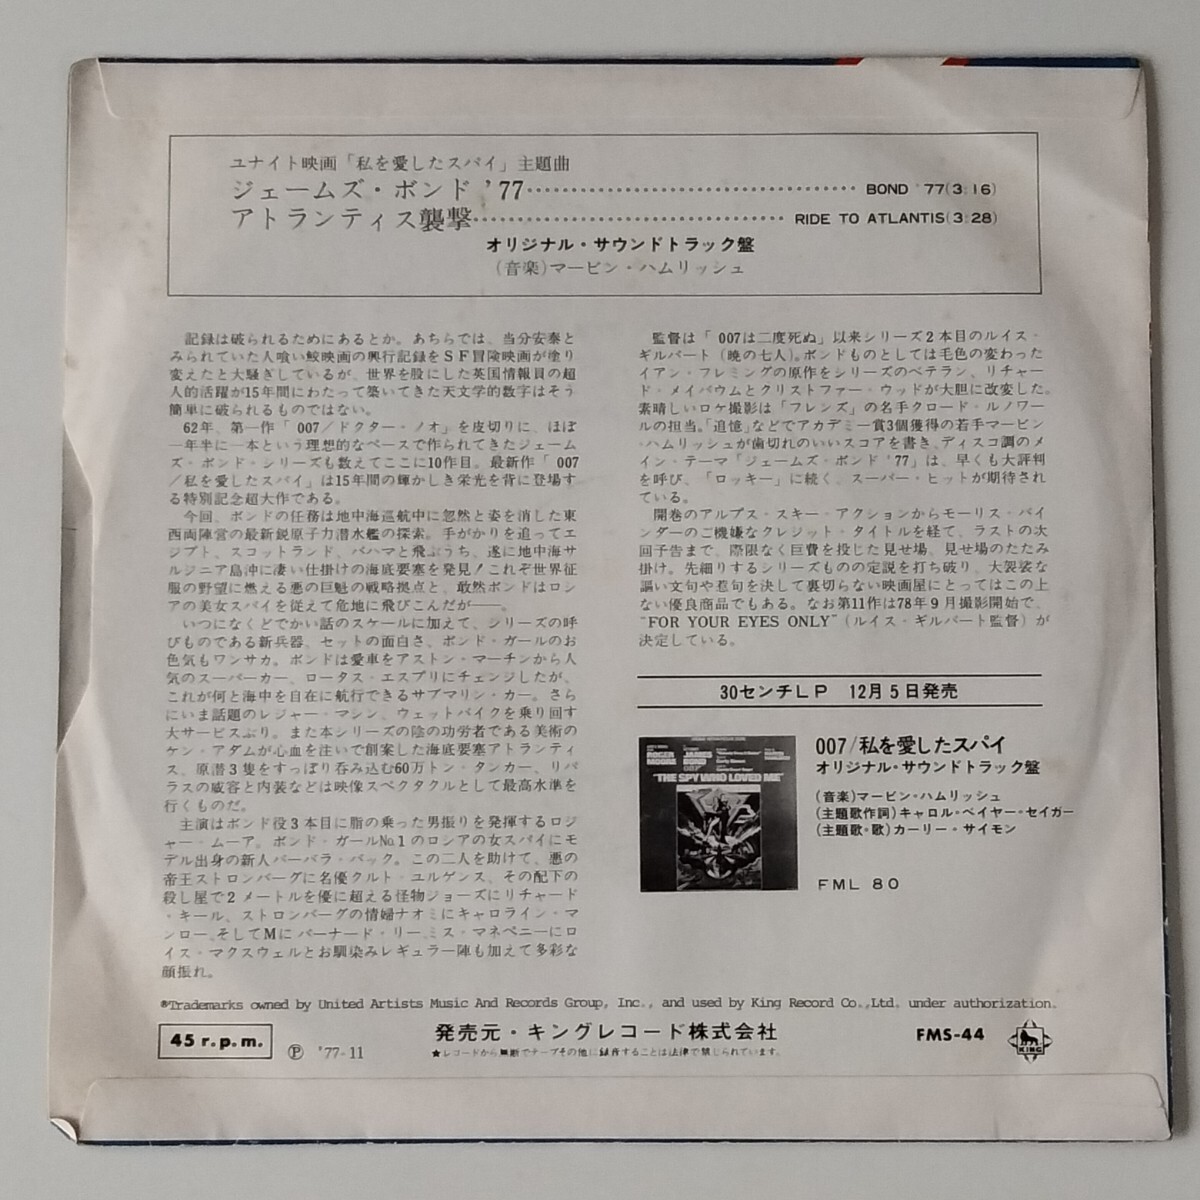 ユナイト映画「私を愛したスパイ」主題曲
ジェームズ・ボンド '77 BOND '77(3:16)
アトランティス襲撃 RIDE TO ATLANTIS(3:28)
オリジナル・サウンドトラック盤
(音楽)マービン・ハムリッシュ
記録は破られるためにあるとか。あちらでは、当分安泰と
みられていた人喰い鮫映画の興行記録をSF冒険映画が塗り
変えたと大騒ぎしているが、世界を股にした英国情報員の超
人的活躍が15年間にわたって築いてきた天文学的数字はそう
簡単に破られるものではない。
62年、第一作「007/ドクター・ノオ」を皮切りに、ほぼ
一年半に一本という理想的なペースで作られてきたジェーム
ズ・ボンド・シリーズも数えてここに10作目。最新作「007
/私を愛したスパイ」は15年間の輝かしき栄光を背に登場す
る特別記念超大作である。
今回、ボンドの任務は地中海巡航中に忽然と姿を消した東
西両陣営の最新鋭原子力潜水艦の探索。手がかりを追ってエ
ジプト、スコットランド、バハマと飛ぶうち、遂に地中海サ
ルジニア島沖に凄い仕掛けの海底要塞を発見!これぞ世界征
服の野望に燃える悪の巨魁の戦略拠点と、敢然ボンドはロシ
アの美女スパイを従えて危地に飛びこんだが――。
いつになくどでかい話のスケールに加えて、シリーズの呼
びものである新兵器、セットの面白さ、ボンド・ガールのお
色気もワンサカ。ボンドは愛車をアストン・マーチンから人
気のスーパーカー、ロータス・エスプリにチェンジしたが、
これが何と海中を自在に航行できるサブマリン・カー。さら
にいま話題のレジャー・マシン、ウェットバイクを乗り回す
大サービスぶり。また本シリーズの陰の功労者である美術の
ケン・アダムが心血を注いで創案した海底要塞アトランティ
ス、原潜3隻をすっぽり呑み込む60万トン・タンカー、リパ
ラスの威容と内装などは映像スペクタクルとして最高水準を
行くものだ。
主演はボンド役3本目に脂の乗った男振りを発揮するロジ
ャー・ムーア。ボンド・ガールNo.1のロシアの女スパイにモ
デル出身の新人バーバラ・バック。この二人を助けて、悪の
帝王ストロンバーグに名優クルト・ユルゲンス、その配下の
殺し屋で2メートルを優に超える怪物ジョーズにリチャード
・キール、ストロンバーグの情婦ナオミにキャロライン・マ
ンロー、そしてMにバーナード・リー、ミス・マネペニーにロ
イス・マクスウェルとお馴染みレギュラー陣も加えて多彩な
顔振れ。
監督は「007は二度死ぬ」以来シリーズ2本目のルイス・
ギルバート(暁の七人)。ボンドものとしては毛色の変わった
イアン・フレミングの原作をシリーズのベテラン、リチャー
ド・メイバウムとクリストファー・ウッドが大胆に改変した。
素晴しいロケ撮影は「フレンズ」の名手クロード・ルノワー
ルの担当。「追憶」などでアカデミー賞3個獲得の若手マービン
・ハムリッシュが歯切れのいいスコアを書き、ディスコ調のメ
イン・テーマ「ジェームズ・ボンド '77」は、早くも大評判
を呼び、「ロッキー」に続く、スーパー・ヒットが期待され
ている。
開巻のアルプス・スキー・アクションからモーリス・バイ
ンダーのご機嫌なクレジット・タイトルを経て、ラストの次
回予告まで、際限なく巨費を投じた見せ場、見せ場のたたみ
掛け。先細りするシリーズものの定説を打ち破り、大袈裟な
謳い文句や惹句を決して裏切らない映画屋にとってはこの上
ない優良商品でもある。なお第11作は78年9月撮影開始で、
"FOR YOUR EYES ONLY"(ルイス・ギルバート監督)が
決定している。
30センチLP 12月5日発売
ROGER MOORE
JAMES BOND 007
"THE SPY WHO LOVED ME"
007/私を愛したスパイ
オリジナル・サウンドトラック盤
(音楽)マービン・ハムリッシュ
(主題歌作詞)キャロル・ベイヤー・セイガー
(主題歌・歌)カーリー・サイモン
FML 80
®Trademarks owned by United Artists Music And Records Group, Inc., and used by King Record Co.,Ltd. under authorization.
45 r.p.m.
Ⓟ '77-11
発売元・キングレコード株式会社
★レコードから無断でテープその他に録音することは法律で禁じられています。
FMS-44
KING